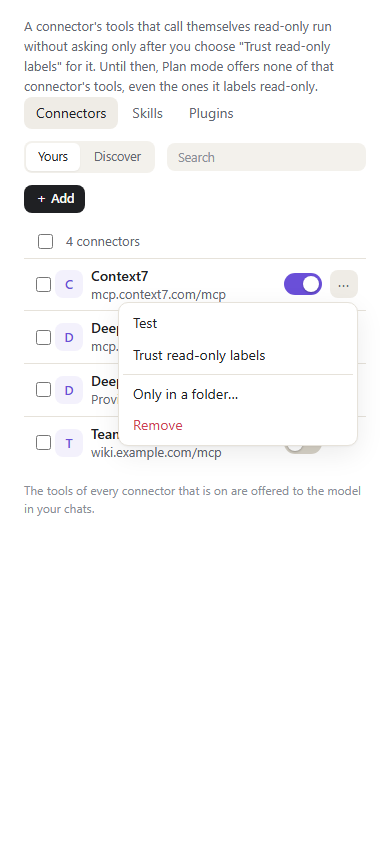 A connector's tools that call themselves read-only run
without asking only after you choose "Trust read-only
labels" for it. Until then, Plan mode offers none of that
connector's tools, even the ones it labels read-only.
Connectors Skills Plugins
Yours Discover Search
+ Add
4 connectors
C Context7
mcp.context7.com/mcp
...
Test
D Deep
mcp.
Trust read-only labels
D Deep
Prov
Only in a folder...
Remove
T Team
wiki.example.com/mcp
The tools of every connector that is on are offered to the model
in your chats.